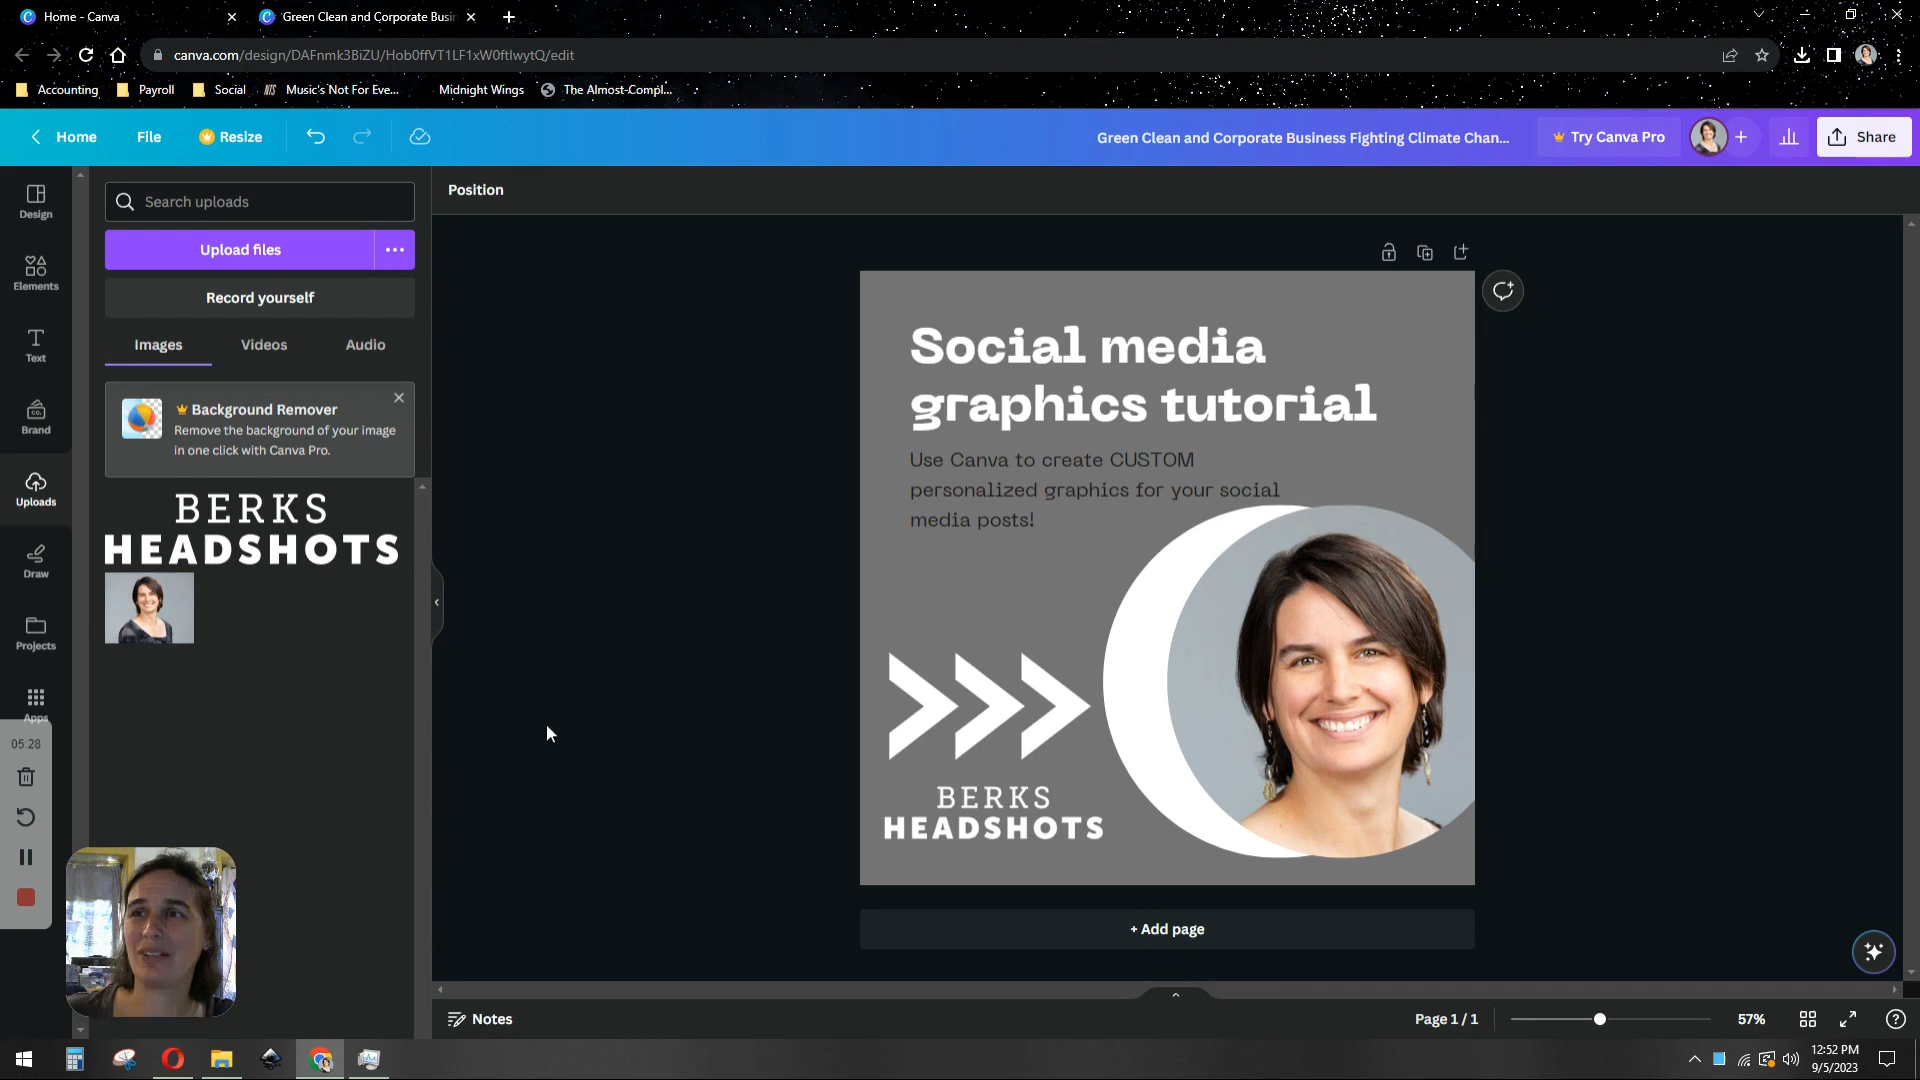 Home - Canva
Green Clean and Corporate Busi
canva.com/design/DAFnmk3BiZU/Hob0ffVT1LF1xW0ftIwytQ/edit
Accounting
Payroll
Social
Music's Not For Eve...
Midnight Wings
The Almost-Compl...
Home
File
Resize
Green Clean and Corporate Business Fighting Climate Chan...
Try Canva Pro
Share
Design
Elements
Text
Brand
Uploads
Draw
Projects
Apps
05:28
Search uploads
Upload files
Record yourself
Images
Videos
Audio
Background Remover
Remove the background of your image
in one click with Canva Pro.
BERKS
HEADSHOTS
Position
Social media
graphics tutorial
Use Canva to create CUSTOM
personalized graphics for your social
media posts!
BERKS
HEADSHOTS
+ Add page
Notes
Page 1 / 1
57%
12:52 PM
9/5/2023